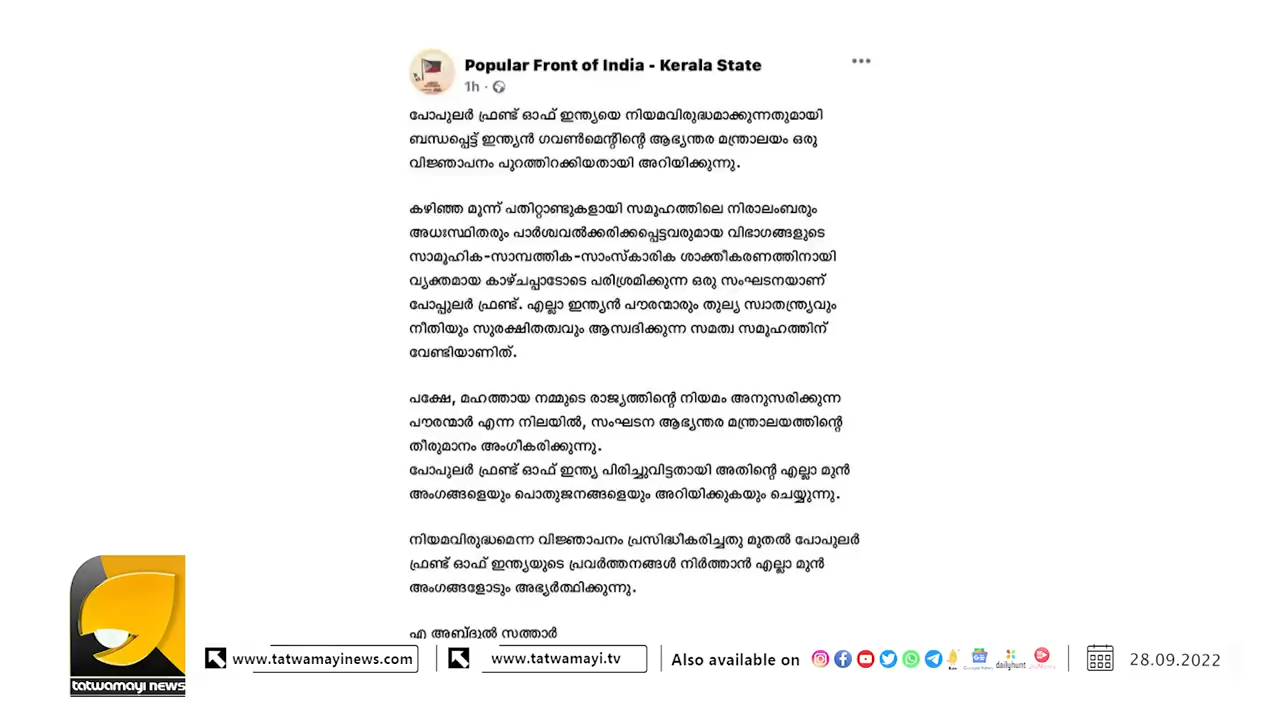 Popular Front of India - Kerala State
1h ·
പോപുലർ ഫ്രണ്ട് ഓഫ് ഇന്ത്യയെ നിയമവിരുദ്ധമാക്കുന്നതുമായി
ബന്ധപ്പെട്ട് ഇന്ത്യൻ ഗവൺമെന്റിന്റെ ആഭ്യന്തര മന്ത്രാലയം ഒരു
വിജ്ഞാപനം പുറത്തിറക്കിയതായി അറിയിക്കുന്നു.
കഴിഞ്ഞ മൂന്ന് പതിറ്റാണ്ടുകളായി സമൂഹത്തിലെ നിരാലംബരും
അധഃസ്ഥിതരും പാർശ്വവൽക്കരിക്കപ്പെട്ടവരുമായ വിഭാഗങ്ങളുടെ
സാമൂഹിക-സാമ്പത്തിക-സാംസ്കാരിക ശാക്തീകരണത്തിനായി
വ്യക്തമായ കാഴ്ചപ്പാടോടെ പരിശ്രമിക്കുന്ന ഒരു സംഘടനയാണ്
പോപ്പുലർ ഫ്രണ്ട്. എല്ലാ ഇന്ത്യൻ പൗരന്മാരും തുല്യ സ്വാതന്ത്ര്യവും
നീതിയും സുരക്ഷിതത്വവും ആസ്വദിക്കുന്ന സമത്വ സമൂഹത്തിന്
വേണ്ടിയാണിത്.
പക്ഷേ, മഹത്തായ നമ്മുടെ രാജ്യത്തിന്റെ നിയമം അനുസരിക്കുന്ന
പൗരന്മാർ എന്ന നിലയിൽ, സംഘടന ആഭ്യന്തര മന്ത്രാലയത്തിന്റെ
തീരുമാനം അംഗീകരിക്കുന്നു.
പോപുലർ ഫ്രണ്ട് ഓഫ് ഇന്ത്യ പിരിച്ചുവിട്ടതായി അതിന്റെ എല്ലാ മുൻ
അംഗങ്ങളെയും പൊതുജനങ്ങളെയും അറിയിക്കുകയും ചെയ്യുന്നു.
നിയമവിരുദ്ധമെന്ന വിജ്ഞാപനം പ്രസിദ്ധീകരിച്ചതു മുതൽ പോപുലർ
ഫ്രണ്ട് ഓഫ് ഇന്ത്യയുടെ പ്രവർത്തനങ്ങൾ നിർത്താൻ എല്ലാ മുൻ
അംഗങ്ങളോടും അഭ്യർത്ഥിക്കുന്നു.
എ അബ്ദുൽ സത്താർ
tatwamayi news
www.tatwamayinews.com
www.tatwamayi.tv
Also available on
Google News
dailyhunt
JioNews
28.09.2022